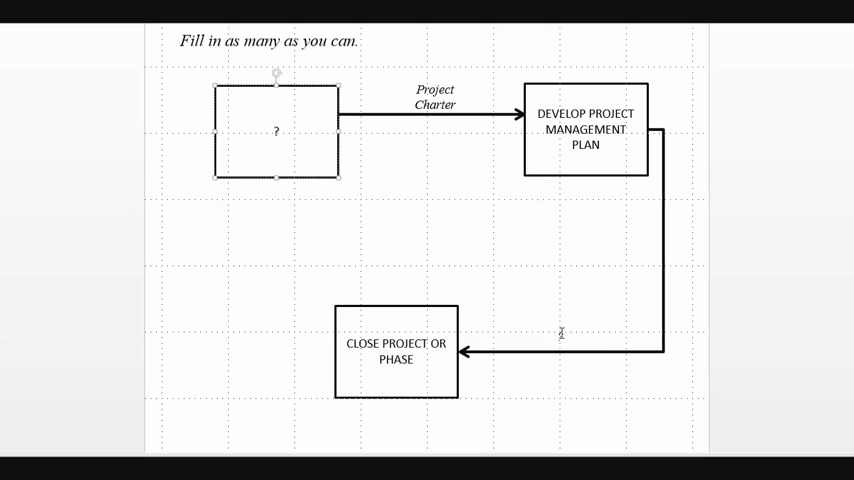 Fill in as many as you can.
Project
Charter
?
DEVELOP PROJECT
MANAGEMENT
PLAN
?
CLOSE PROJECT OR
PHASE